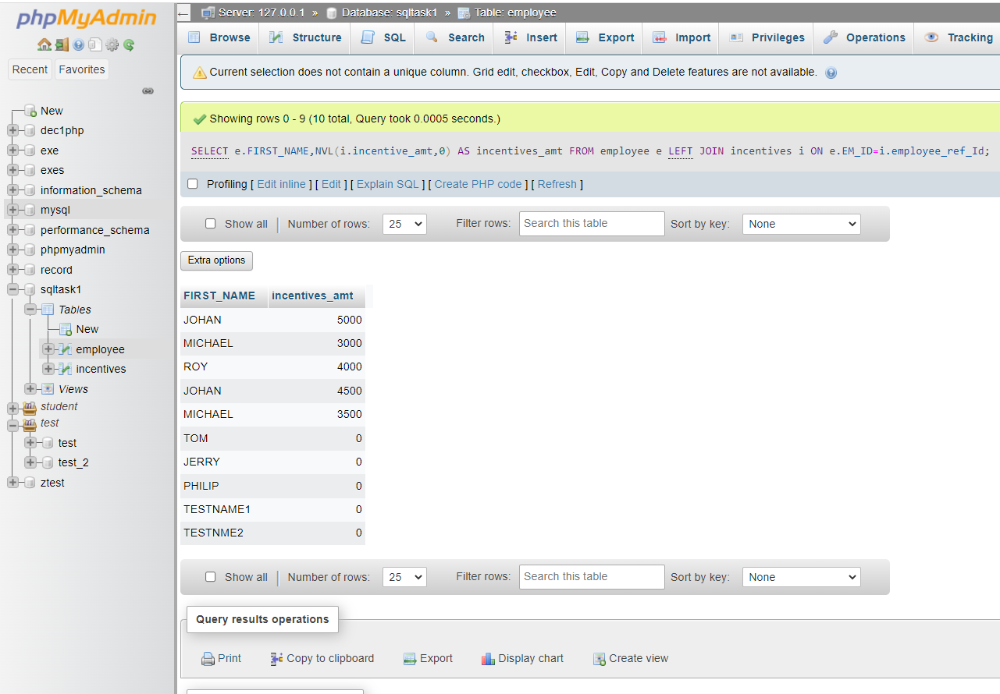 phpMyAdmin
Recent Favorites
New
dec1php
exe
exes
information_schema
mysql
performance_schema
phpmyadmin
record
sqltask1
Tables
New
employee
incentives
Views
student
test
test
test_2
ztest
← Server: 127.0.0.1 » Database: sqltask1 » Table: employee
Browse Structure SQL Search Insert Export Import Privileges Operations Tracking
Current selection does not contain a unique column. Grid edit, checkbox, Edit, Copy and Delete features are not available.
Showing rows 0 - 9 (10 total, Query took 0.0005 seconds.)
SELECT e.FIRST_NAME,NVL(i.incentive_amt,0) AS incentives_amt FROM employee e LEFT JOIN incentives i ON e.EM_ID=i.employee_ref_Id;
Profiling [ Edit inline ] [ Edit ] [ Explain SQL ] [ Create PHP code ] [ Refresh ]
Show all | Number of rows: 25 Filter rows: Search this table Sort by key: None
Extra options
FIRST_NAME incentives_amt
JOHAN 5000
MICHAEL 3000
ROY 4000
JOHAN 4500
MICHAEL 3500
TOM 0
JERRY 0
PHILIP 0
TESTNAME1 0
TESTNME2 0
Show all | Number of rows: 25 Filter rows: Search this table Sort by key: None
Query results operations
Print Copy to clipboard Export Display chart Create view